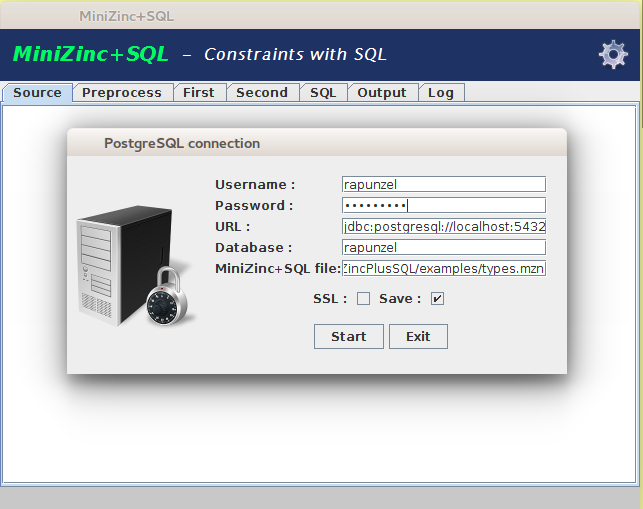 MiniZinc+SQL
MiniZinc+SQL – Constraints with SQL
Source Preprocess First Second SQL Output Log
PostgreSQL connection
Username : rapunzel
Password : •••••••••
URL : jdbc:postgresql://localhost:5432
Database : rapunzel
MiniZinc+SQL file: ZincPlusSQL/examples/types.mzn
SSL : Save : ✔
Start Exit